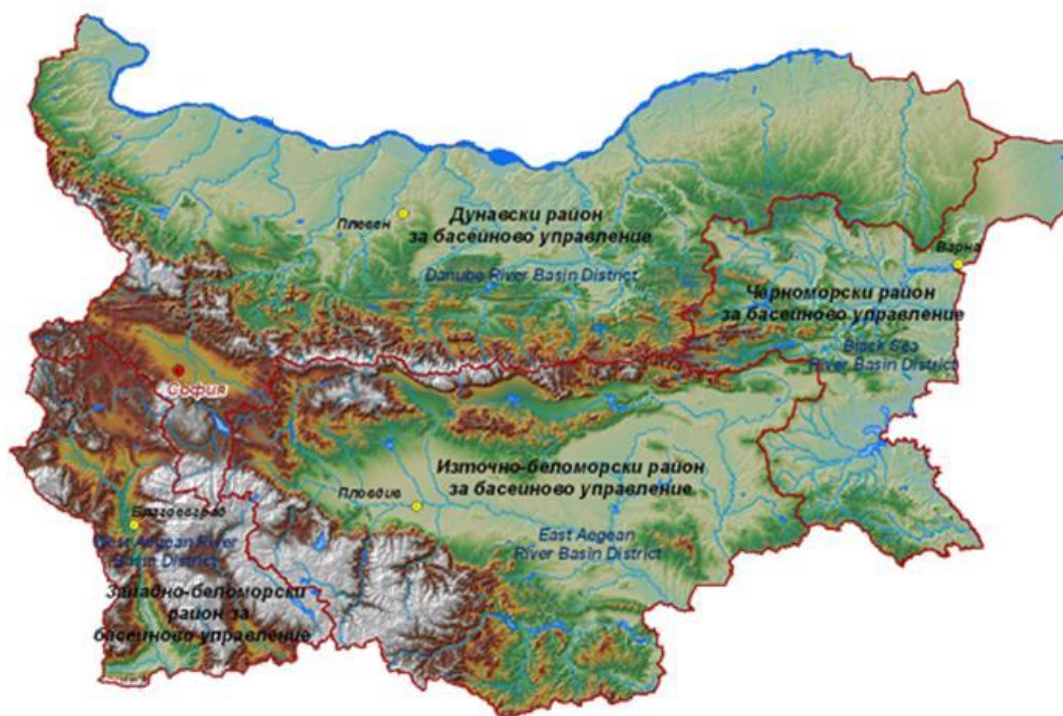 Плевен
Дунавски район
за басейново управление
Danube River Basin District
Варна
Черноморски район
за басейново управление
Black Sea
River Basin District
София
Източно-беломорски район
за басейново управление
Пловдив
East Aegean
River Basin District
Благоевград
West Aegean River
Basin District
Западно-беломорски
район за
басейново управление